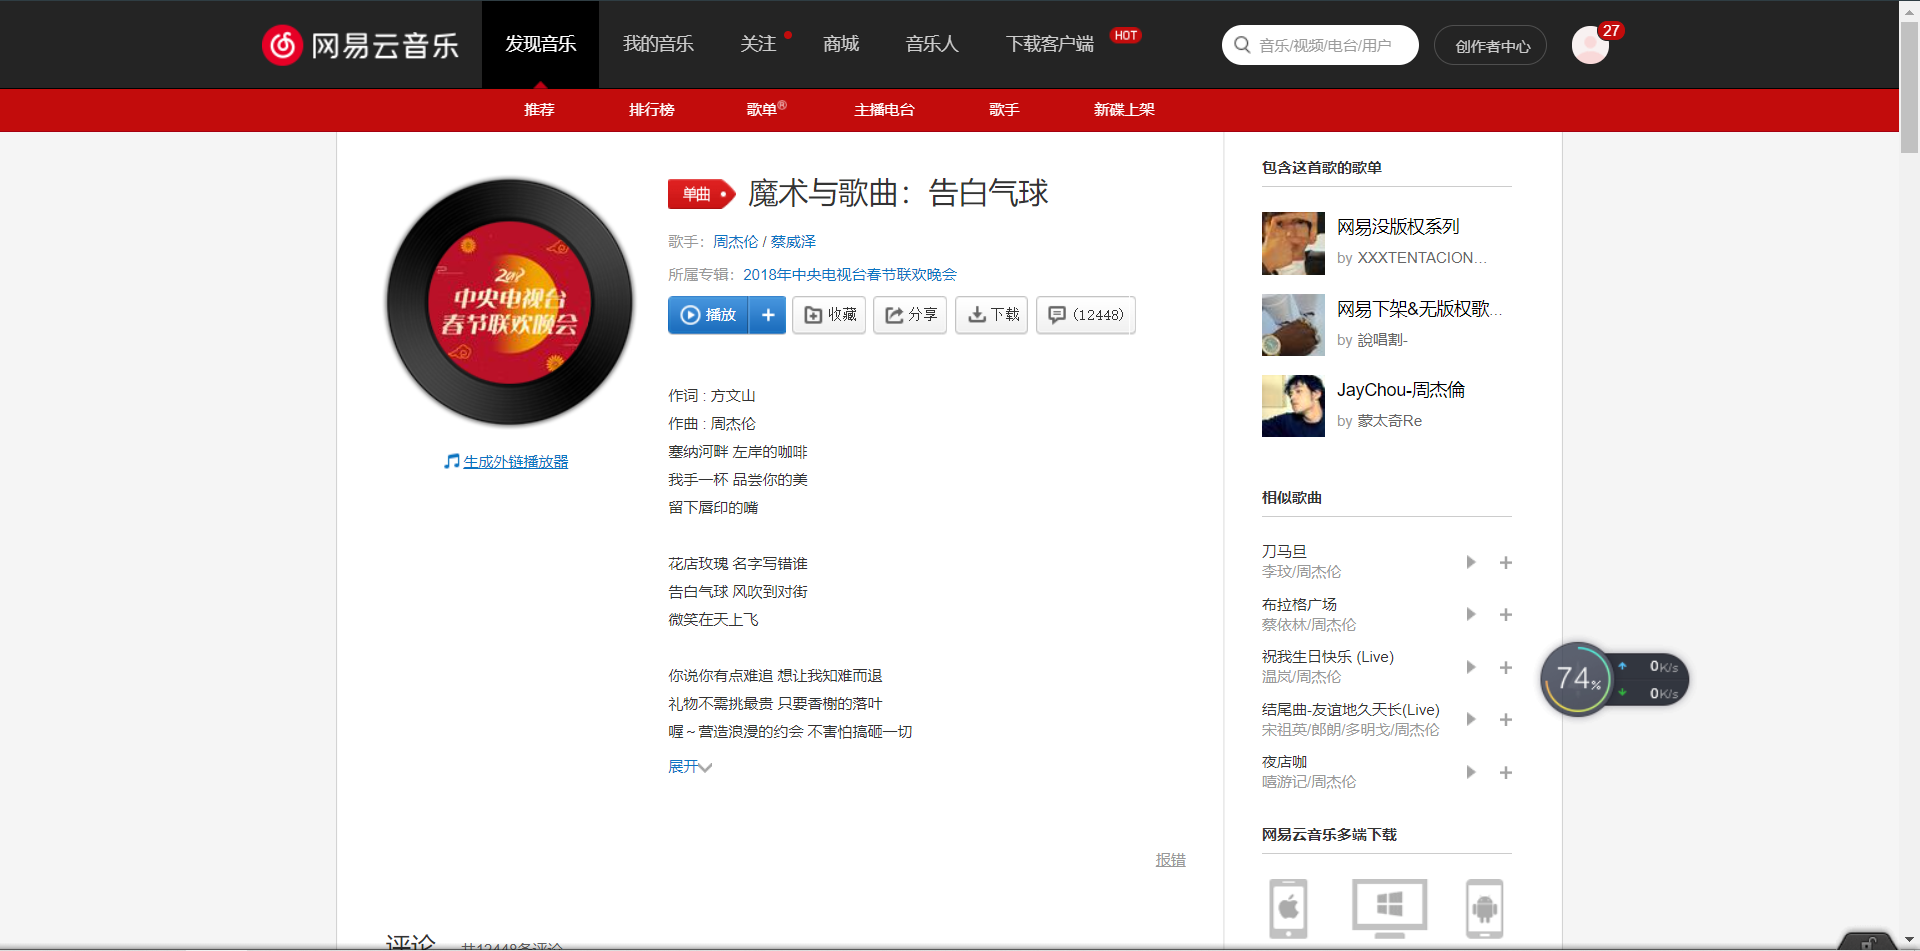 网易云音乐
发现音乐
我的音乐
关注
商城
音乐人
下载客户端
HOT
音乐/视频/电台/用户
创作者中心
27
推荐
排行榜
歌单®
主播电台
歌手
新碟上架
中央电视台
春节联欢晚会
生成外链播放器
单曲
魔术与歌曲：告白气球
歌手：周杰伦 / 蔡威泽
所属专辑：2018年中央电视台春节联欢晚会
播放
+
收藏
分享
下载
(12448)
作词 : 方文山
作曲 : 周杰伦
塞纳河畔 左岸的咖啡
我手一杯 品尝你的美
留下唇印的嘴
花店玫瑰 名字写错谁
告白气球 风吹到对街
微笑在天上飞
你说你有点难追 想让我知难而退
礼物不需挑最贵 只要香榭的落叶
喔～营造浪漫的约会 不害怕搞砸一切
展开
报错
评论
共12448条评论
包含这首歌的歌单
网易没版权系列
by XXXTENTACION...
网易下架&无版权歌...
by 說唱割-
JayChou-周杰倫
by 蒙太奇Re
相似歌曲
刀马旦
李玟/周杰伦
布拉格广场
蔡依林/周杰伦
祝我生日快乐 (Live)
温岚/周杰伦
结尾曲-友谊地久天长(Live)
宋祖英/郎朗/多明戈/周杰伦
夜店咖
嘻游记/周杰伦
网易云音乐多端下载
74%
0K/s
0K/s